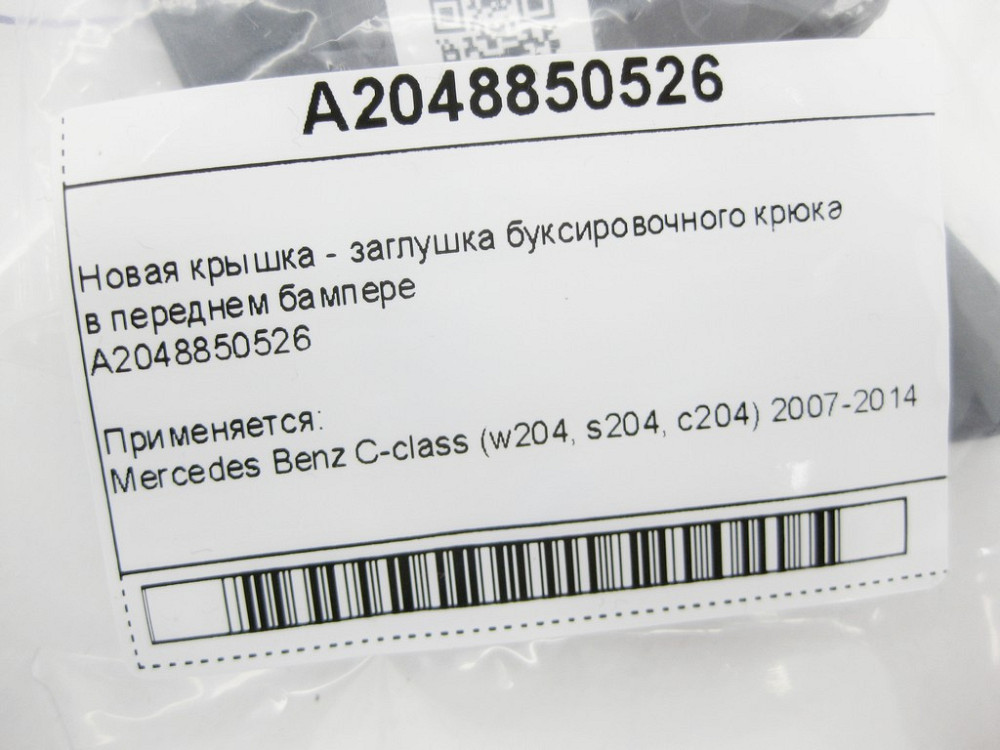 A2048850526
Новая крышка - заглушка буксировочного крюка
в переднем бампере
A2048850526
Применяется:
Mercedes Benz C-class (w204, s204, c204) 2007-2014